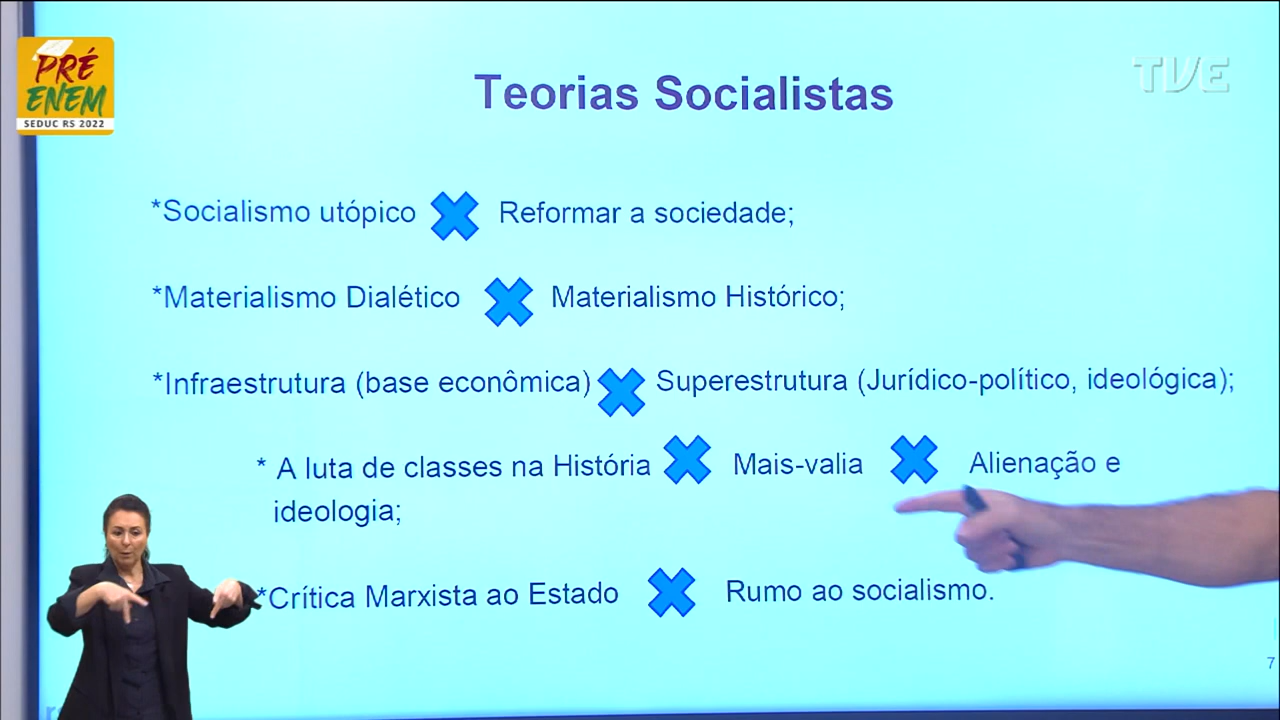 PRÉ
ENEM
SEDUC RS 2022
TVE
Teorias Socialistas
*Socialismo utópico Reformar a sociedade;
*Materialismo Dialético Materialismo Histórico;
*Infraestrutura (base econômica) Superestrutura (Jurídico-político, ideológica);
* A luta de classes na História Mais-valia Alienação e
ideologia;
*Crítica Marxista ao Estado Rumo ao socialismo.
7